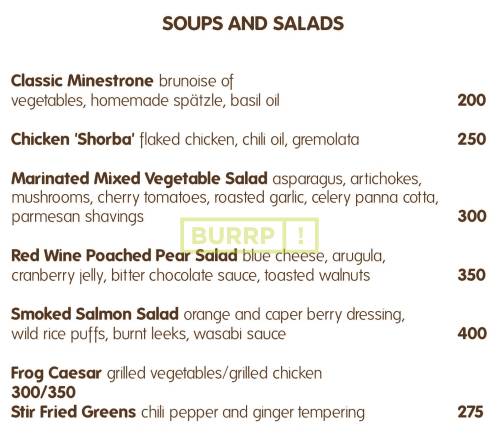 SOUPS AND SALADS
Classic Minestrone brunoise of
vegetables, homemade spätzle, basil oil 200
Chicken 'Shorba' flaked chicken, chili oil, gremolata 250
Marinated Mixed Vegetable Salad asparagus, artichokes,
mushrooms, cherry tomatoes, roasted garlic, celery panna cotta,
parmesan shavings 300
BURRP !
Red Wine Poached Pear Salad blue cheese, arugula,
cranberry jelly, bitter chocolate sauce, toasted walnuts 350
Smoked Salmon Salad orange and caper berry dressing,
wild rice puffs, burnt leeks, wasabi sauce 400
Frog Caesar grilled vegetables/grilled chicken
300/350
Stir Fried Greens chili pepper and ginger tempering 275